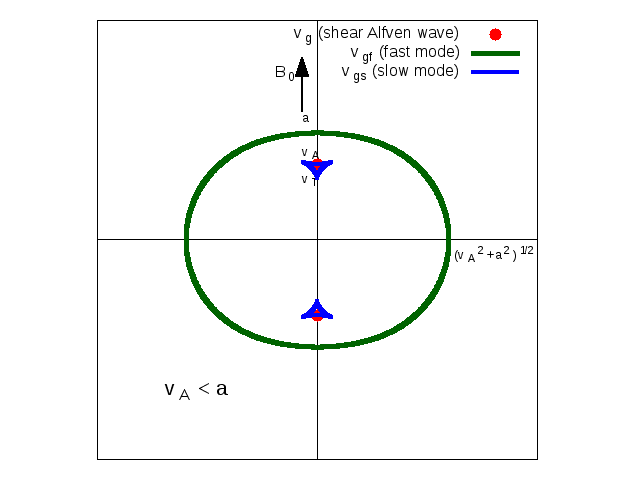 v g (shear Alfven wave)
v gf (fast mode)
B 0
v gs (slow mode)
a
v A
v T
(v A 2 +a 2 ) 1/2
v A < a